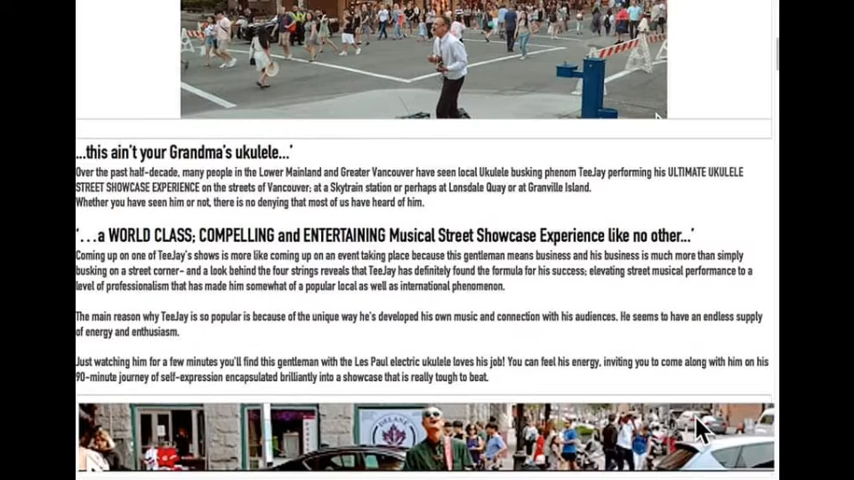 ...this ain't your Grandma's ukulele...'
Over the past half-decade, many people in the Lower Mainland and Greater Vancouver have seen local Ukulele busking phenom TeeJay performing his ULTIMATE UKULELE
STREET SHOWCASE EXPERIENCE on the streets of Vancouver; at a Skytrain station or perhaps at Lonsdale Quay or at Granville Island.
Whether you have seen him or not, there is no denying that most of us have heard of him.
'...a WORLD CLASS; COMPELLING and ENTERTAINING Musical Street Showcase Experience like no other...'
Coming up on one of TeeJay's shows is more like coming up on an event taking place because this gentleman means business and his business is much more than simply
busking on a street corner- and a look behind the four strings reveals that TeeJay has definitely found the formula for his success; elevating street musical performance to a
level of professionalism that has made him somewhat of a popular local as well as international phenomenon.
The main reason why TeeJay is so popular is because of the unique way he's developed his own music and connection with his audiences. He seems to have an endless supply
of energy and enthusiasm.
Just watching him for a few minutes you'll find this gentleman with the Les Paul electric ukulele loves his job! You can feel his energy, inviting you to come along with him on his
90-minute journey of self-expression encapsulated brilliantly into a showcase that is really tough to beat.